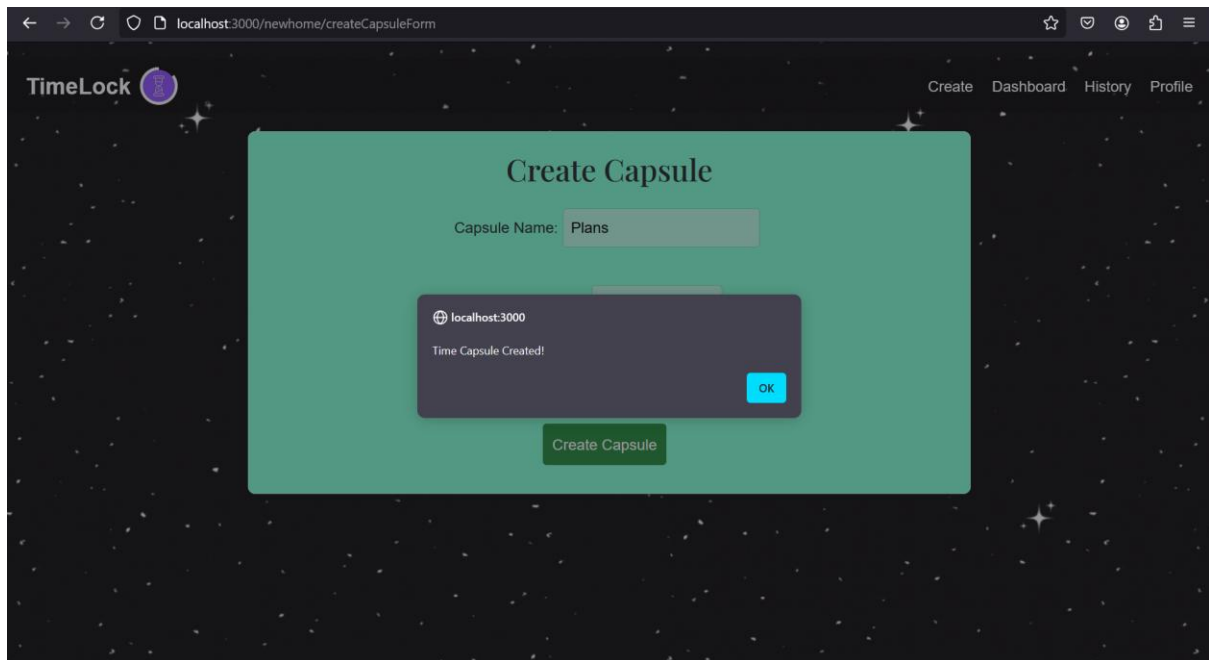 localhost:3000/newhome/createCapsuleForm
TimeLock
Create Dashboard History Profile
Create Capsule
Capsule Name: Plans
localhost:3000
Time Capsule Created!
OK
Create Capsule